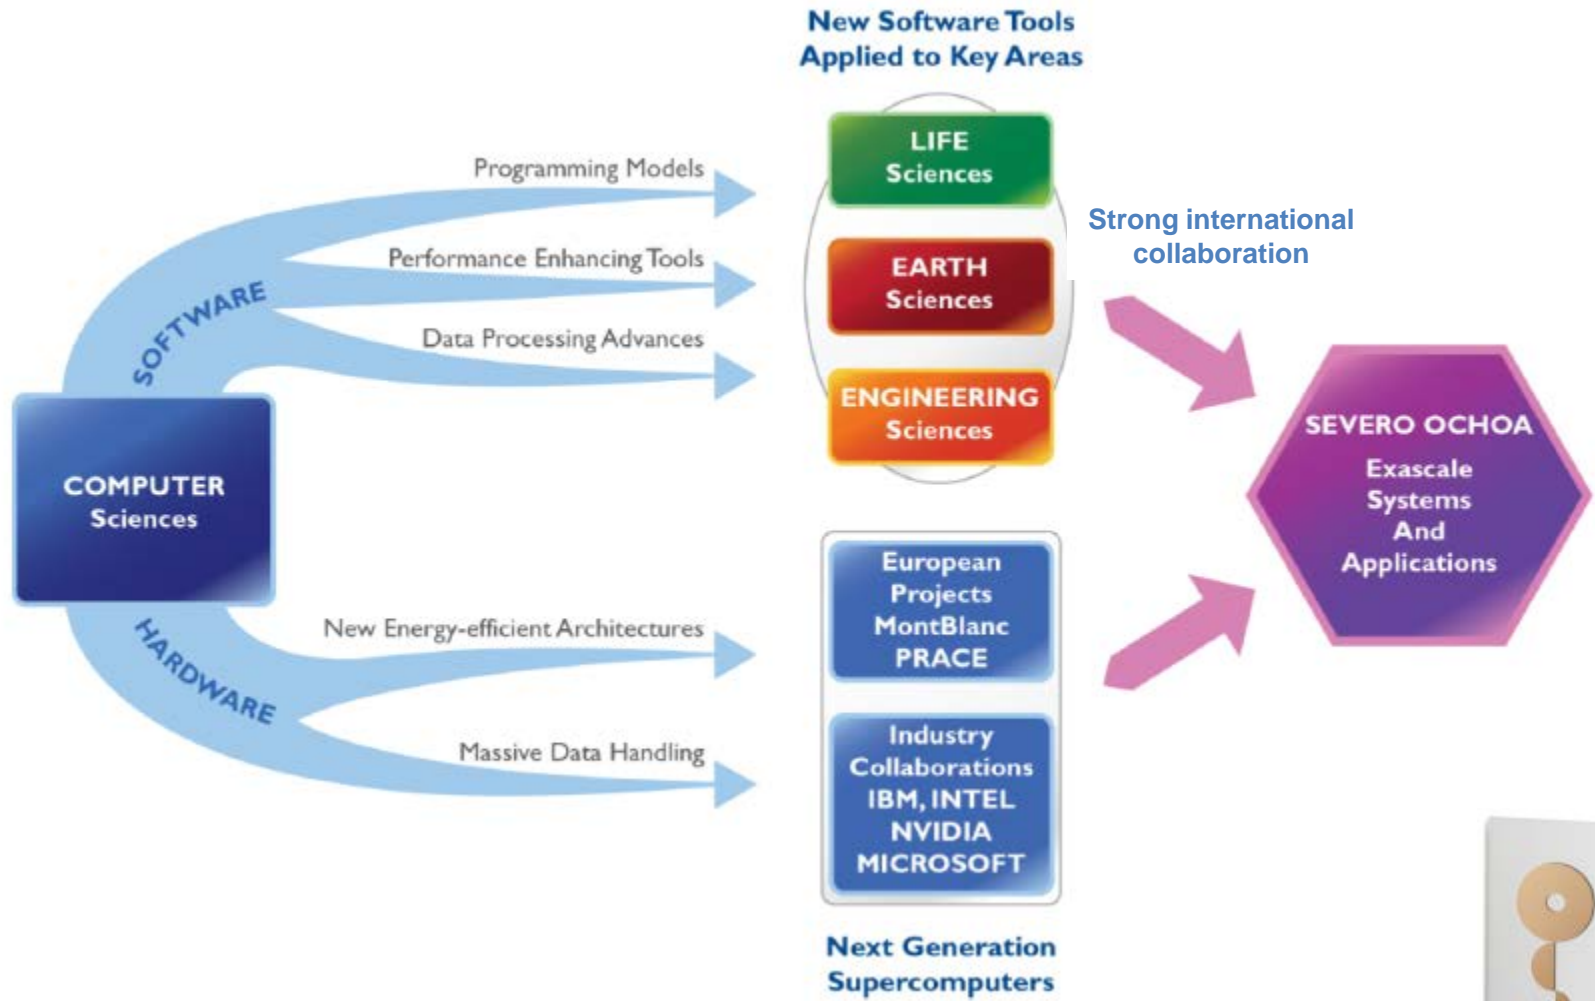 New Software Tools
Applied to Key Areas
Programming Models
Performance Enhancing Tools
Data Processing Advances
SOFTWARE
COMPUTER
Sciences
HARDWARE
New Energy-efficient Architectures
Massive Data Handling
LIFE
Sciences
EARTH
Sciences
ENGINEERING
Sciences
Strong international
collaboration
European
Projects
MontBlanc
PRACE
Industry
Collaborations
IBM, INTEL
NVIDIA
MICROSOFT
Next Generation
Supercomputers
SEVERO OCHOA
Exascale
Systems
And
Applications